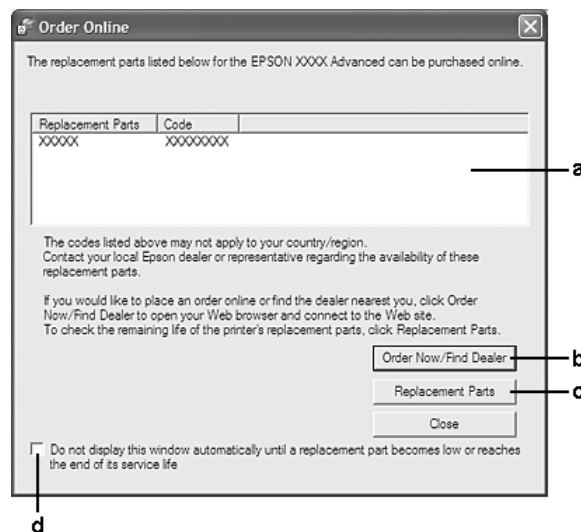 Order Online
The replacement parts listed below for the EPSON XXXX Advanced can be purchased online.
Replacement Parts Code
XXXXX XXXXXXXX
a
The codes listed above may not apply to your country/region.
Contact your local Epson dealer or representative regarding the availability of these
replacement parts.
If you would like to place an order online or find the dealer nearest you, click Order
Now/Find Dealer to open your Web browser and connect to the Web site.
To check the remaining life of the printer's replacement parts, click Replacement Parts.
Order Now/Find Dealer
b
Replacement Parts
c
Close
Do not display this window automatically until a replacement part becomes low or reaches
the end of its service life
d